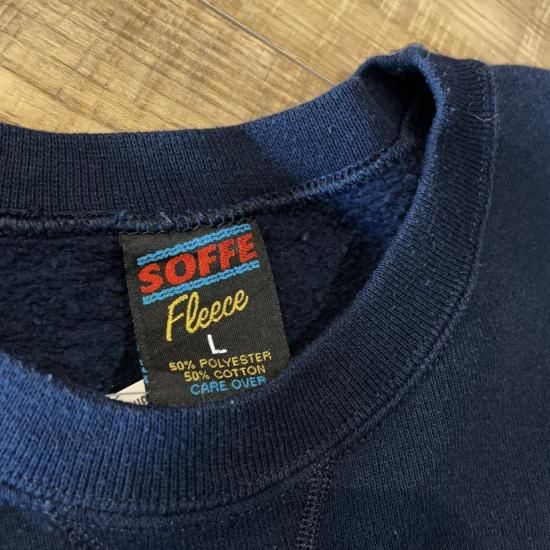 SOFFE
Fleece
L
50% POLYESTER
50% COTTON
CARE OVER